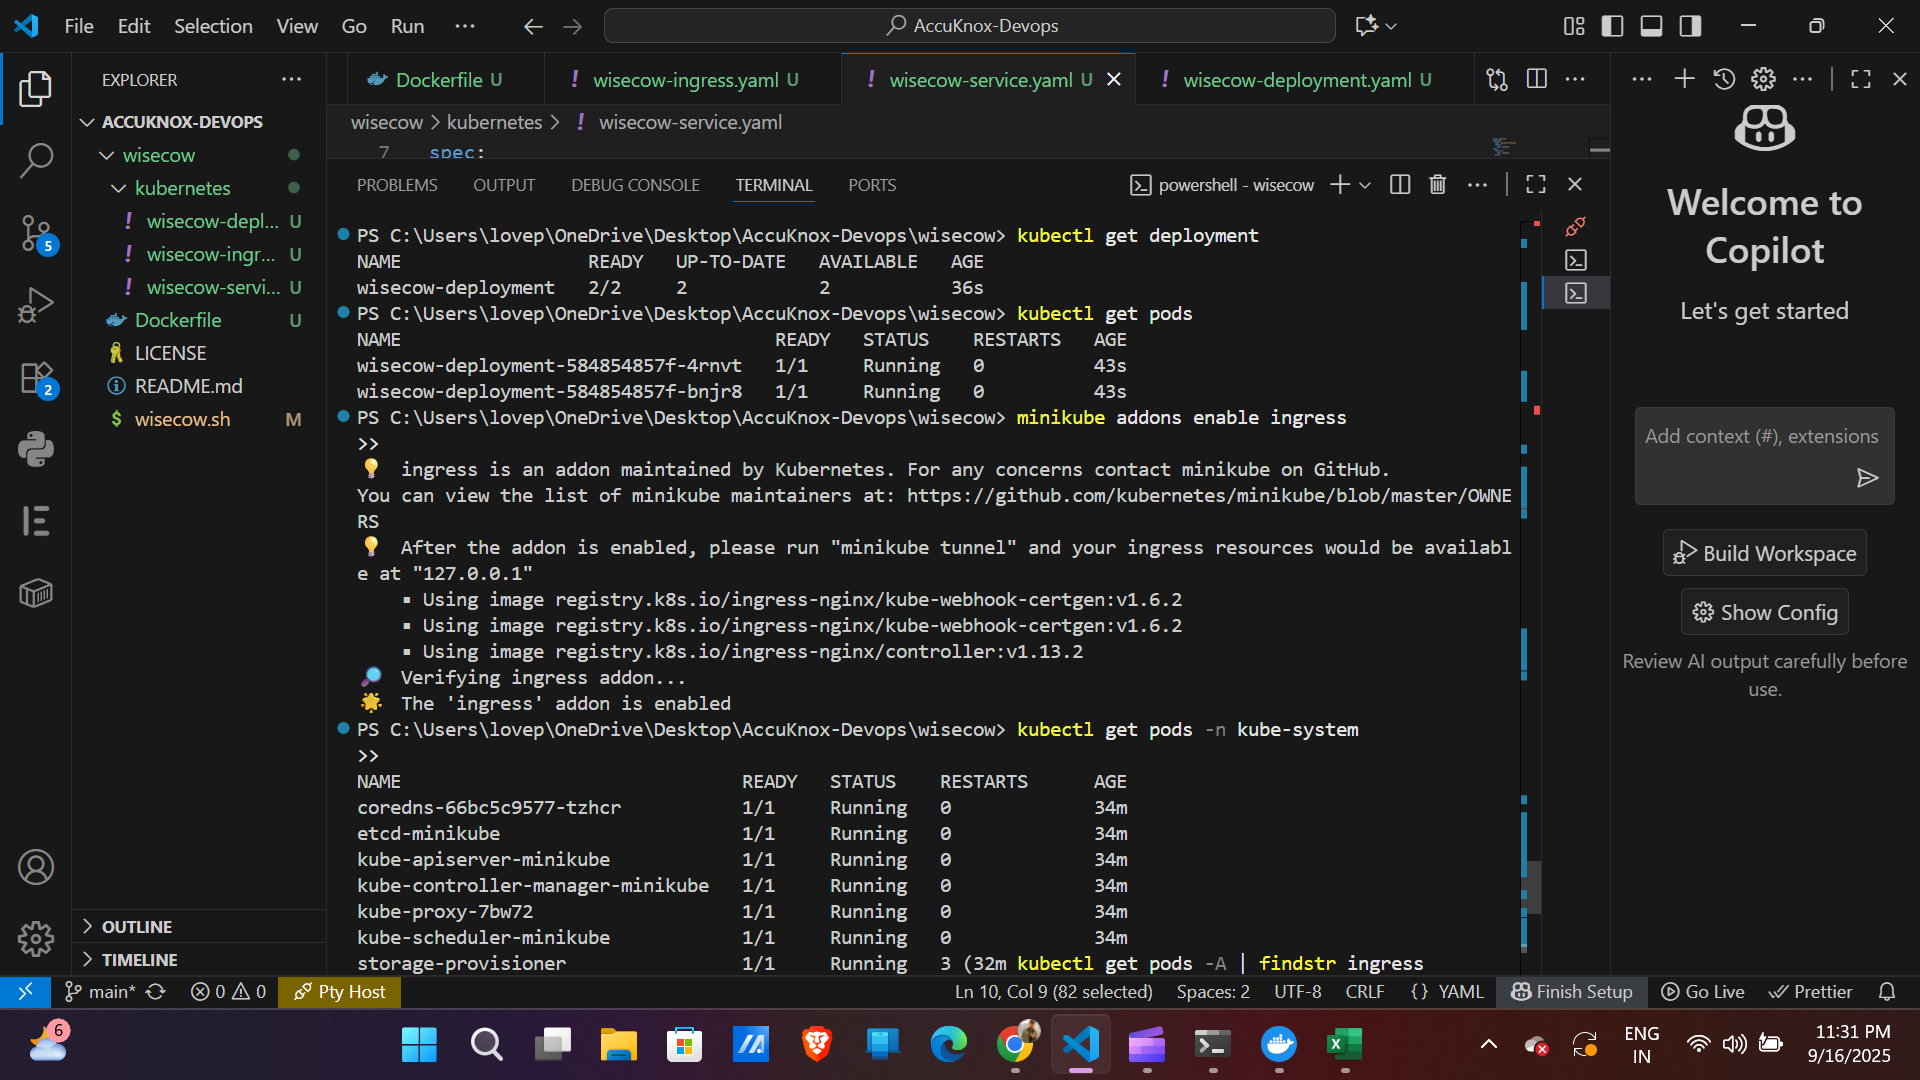 File Edit Selection View Go Run ···
AccuKnox-Devops
EXPLORER ···
ACCUKNOX-DEVOPS
wisecow
kubernetes
! wisecow-depl... U
! wisecow-ingr... U
! wisecow-servi... U
Dockerfile U
LICENSE
README.md
$ wisecow.sh M
OUTLINE
TIMELINE
5
2
Dockerfile U ! wisecow-ingress.yaml U ! wisecow-service.yaml U ! wisecow-deployment.yaml U
wisecow > kubernetes > ! wisecow-service.yaml
7 spec:
PROBLEMS OUTPUT DEBUG CONSOLE TERMINAL PORTS powershell - wisecow
PS C:\Users\lovep\OneDrive\Desktop\AccuKnox-Devops\wisecow> kubectl get deployment
NAME READY UP-TO-DATE AVAILABLE AGE
wisecow-deployment 2/2 2 2 36s
PS C:\Users\lovep\OneDrive\Desktop\AccuKnox-Devops\wisecow> kubectl get pods
NAME READY STATUS RESTARTS AGE
wisecow-deployment-584854857f-4rnvt 1/1 Running 0 43s
wisecow-deployment-584854857f-bnjr8 1/1 Running 0 43s
PS C:\Users\lovep\OneDrive\Desktop\AccuKnox-Devops\wisecow> minikube addons enable ingress
>>
💡 ingress is an addon maintained by Kubernetes. For any concerns contact minikube on GitHub.
You can view the list of minikube maintainers at: https://github.com/kubernetes/minikube/blob/master/OWNE
RS
💡 After the addon is enabled, please run "minikube tunnel" and your ingress resources would be availabl
e at "127.0.0.1"
▪ Using image registry.k8s.io/ingress-nginx/kube-webhook-certgen:v1.6.2
▪ Using image registry.k8s.io/ingress-nginx/kube-webhook-certgen:v1.6.2
▪ Using image registry.k8s.io/ingress-nginx/controller:v1.13.2
🔎 Verifying ingress addon...
🌟 The 'ingress' addon is enabled
PS C:\Users\lovep\OneDrive\Desktop\AccuKnox-Devops\wisecow> kubectl get pods -n kube-system
>>
NAME READY STATUS RESTARTS AGE
coredns-66bc5c9577-tzhcr 1/1 Running 0 34m
etcd-minikube 1/1 Running 0 34m
kube-apiserver-minikube 1/1 Running 0 34m
kube-controller-manager-minikube 1/1 Running 0 34m
kube-proxy-7bw72 1/1 Running 0 34m
kube-scheduler-minikube 1/1 Running 0 34m
storage-provisioner 1/1 Running 3 (32m kubectl get pods -A | findstr ingress
Welcome to
Copilot
Let's get started
Add context (#), extensions
Build Workspace
Show Config
Review AI output carefully before
use.
main* 0 0 Pty Host Ln 10, Col 9 (82 selected) Spaces: 2 UTF-8 CRLF {} YAML Finish Setup Go Live Prettier
6
ENG
IN
11:31 PM
9/16/2025